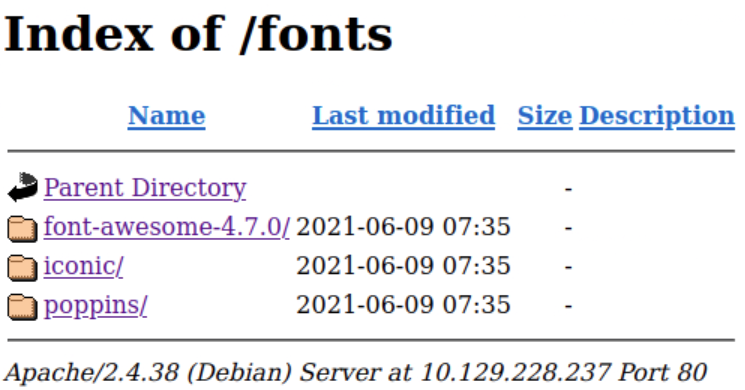 Index of /fonts
Name Last modified Size Description
Parent Directory -
font-awesome-4.7.0/ 2021-06-09 07:35 -
iconic/ 2021-06-09 07:35 -
poppins/ 2021-06-09 07:35 -
Apache/2.4.38 (Debian) Server at 10.129.228.237 Port 80